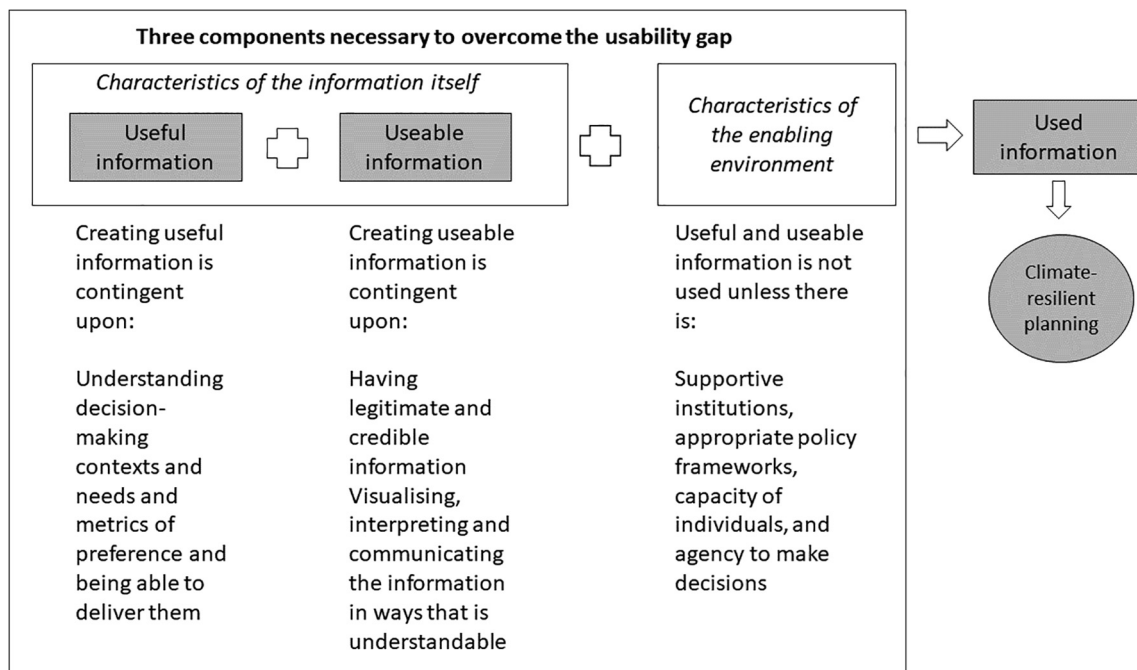 Three components necessary to overcome the usability gap
Characteristics of the information itself
Useful
information
Useable
information
Characteristics of
the enabling
environment
Used
information
Climate-
resilient
planning
Creating useful
information is
contingent
upon:
Understanding
decision-
making
contexts and
needs and
metrics of
preference and
being able to
deliver them
Creating useable
information is
contingent
upon:
Having
legitimate and
credible
information
Visualising,
interpreting and
communicating
the information
in ways that is
understandable
Useful and useable
information is not
used unless there
is:
Supportive
institutions,
appropriate policy
frameworks,
capacity of
individuals, and
agency to make
decisions